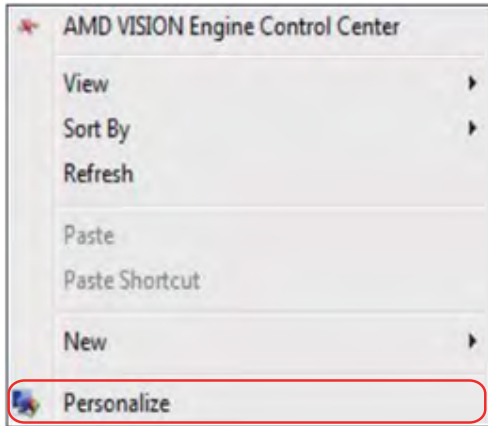 AMD VISION Engine Control Center
View
Sort By
Refresh
Paste
Paste Shortcut
New
Personalize